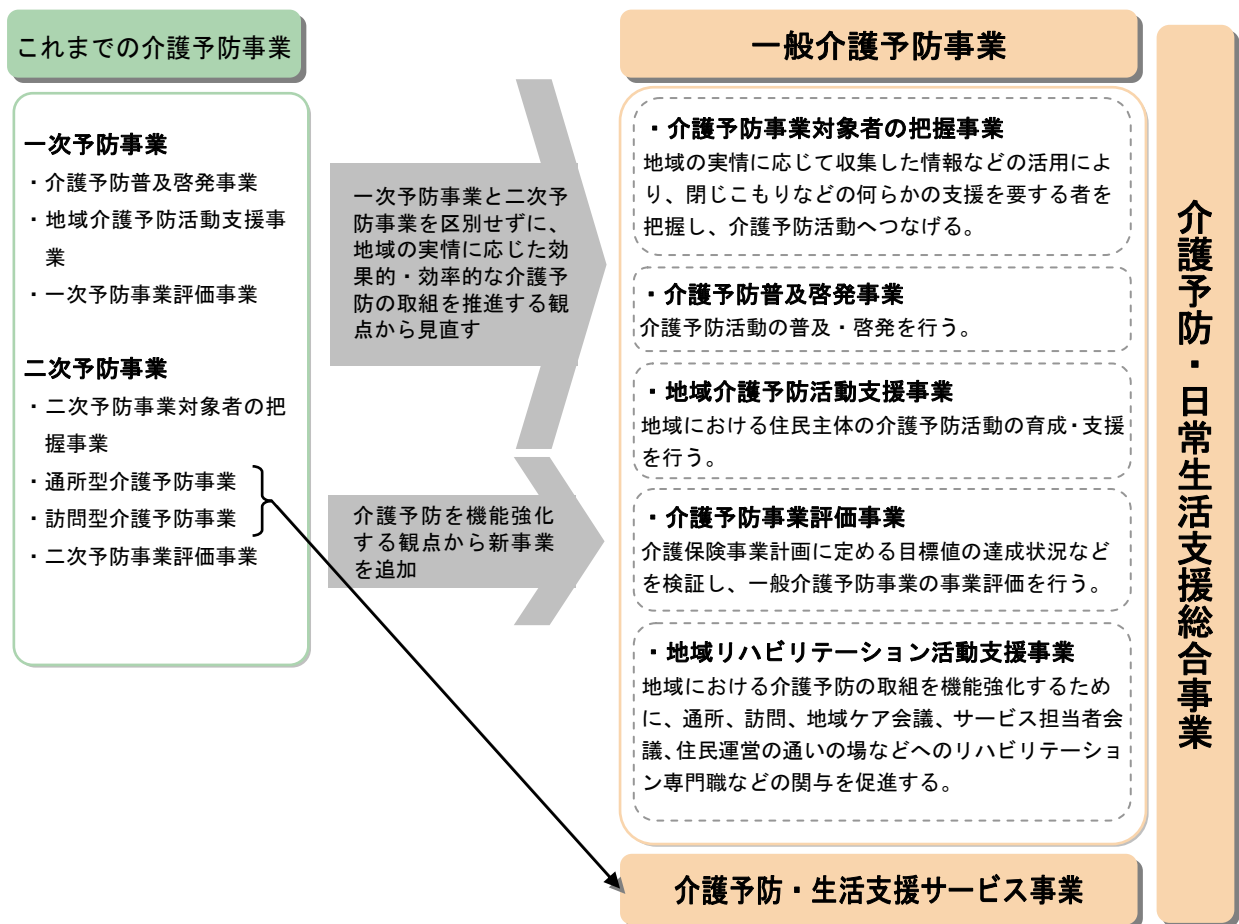 これまでの介護予防事業
一次予防事業
・介護予防普及啓発事業
・地域介護予防活動支援事
業
・一次予防事業評価事業
二次予防事業
・二次予防事業対象者の把
握事業
・通所型介護予防事業
・訪問型介護予防事業
・二次予防事業評価事業
一次予防事業と二次予
防事業を区別せずに、
地域の実情に応じた効
果的・効率的な介護予
防の取組を推進する観
点から見直す
介護予防を機能強化
する観点から新事業
を追加
一般介護予防事業
・介護予防事業対象者の把握事業
地域の実情に応じて収集した情報などの活用によ
り、閉じこもりなどの何らかの支援を要する者を
把握し、介護予防活動へつなげる。
・介護予防普及啓発事業
介護予防活動の普及・啓発を行う。
・地域介護予防活動支援事業
地域における住民主体の介護予防活動の育成・支援
を行う。
・介護予防事業評価事業
介護保険事業計画に定める目標値の達成状況など
を検証し、一般介護予防事業の事業評価を行う。
・地域リハビリテーション活動支援事業
地域における介護予防の取組を機能強化するため
に、通所、訪問、地域ケア会議、サービス担当者会
議、住民運営の通いの場などへのリハビリテーショ
ン専門職などの関与を促進する。
介護予防・生活支援サービス事業
介護予防・日常生活支援総合事業